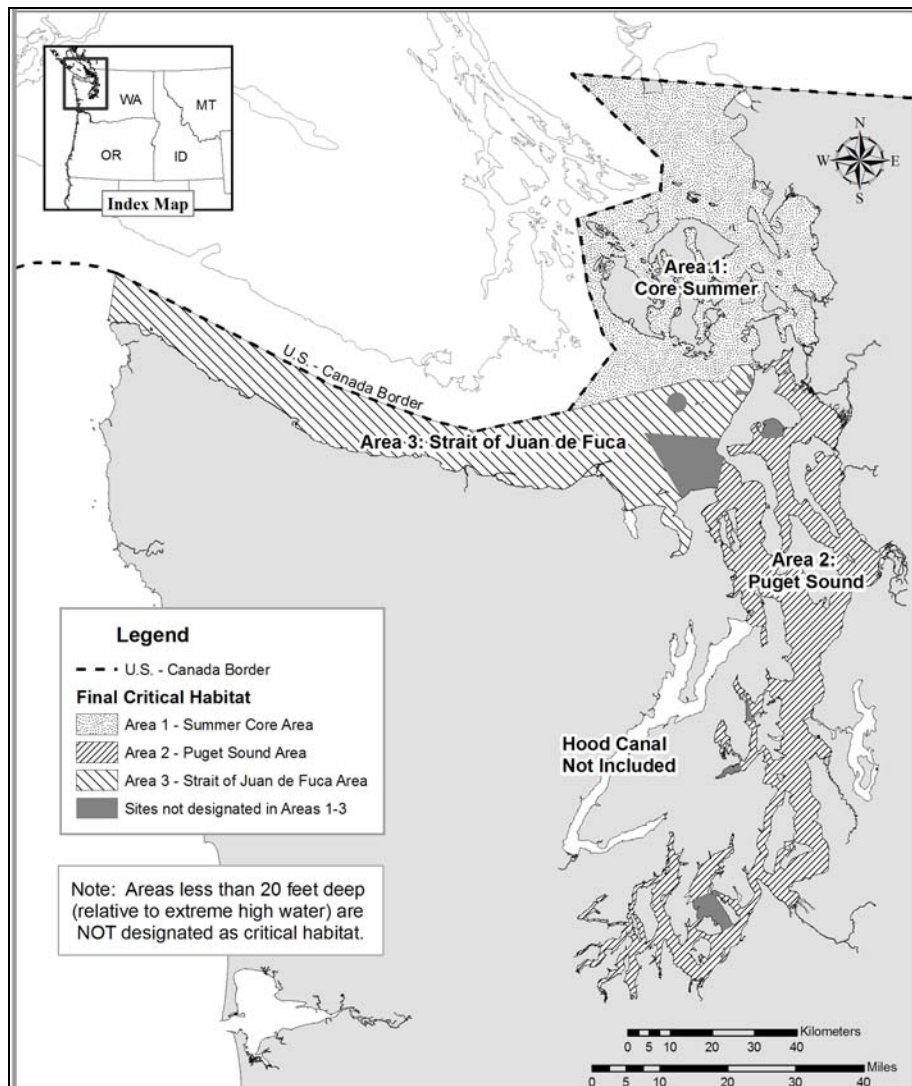 WA
MT
OR
ID
Index Map
N
W
E
S
Area 1:
Core Summer
U.S. - Canada Border
Area 3: Strait of Juan de Fuca
Area 2:
Puget Sound
Hood Canal
Not Included
Legend
U.S. - Canada Border
Final Critical Habitat
Area 1 - Summer Core Area
Area 2 - Puget Sound Area
Area 3 - Strait of Juan de Fuca Area
Sites not designated in Areas 1-3
Note: Areas less than 20 feet deep
(relative to extreme high water) are
NOT designated as critical habitat.
Kilometers
0 5 10 20 30 40
Miles
0 5 10 20 30 40